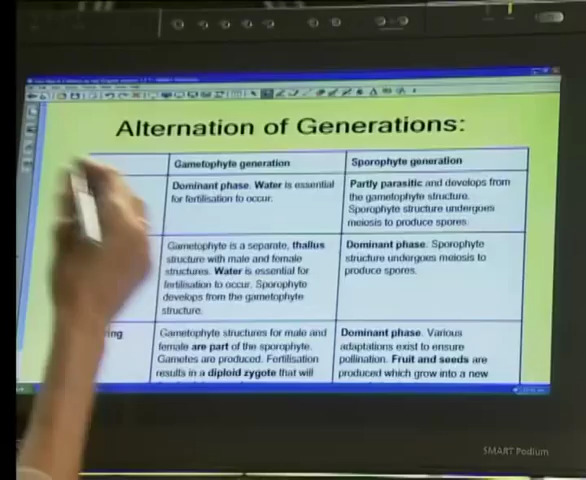 Alternation of Generations:
Gametophyte generation
Sporophyte generation
Dominant phase. Water is essential
for fertilisation to occur.
Partly parasitic and develops from
the gametophyte structure.
Sporophyte structure undergoes
meiosis to produce spores.
Gametophyte is a separate, thallus
structure with male and female
structures. Water is essential for
fertilisation to occur. Sporophyte
develops from the gametophyte
structure.
Dominant phase. Sporophyte
structure undergoes meiosis to
produce spores.
ing
Gametophyte structures for male and
female are part of the sporophyte.
Gametes are produced. Fertilisation
results in a diploid zygote that will
Dominant phase. Various
adaptations exist to ensure
pollination. Fruit and seeds are
produced which grow into a new
SMART Podium